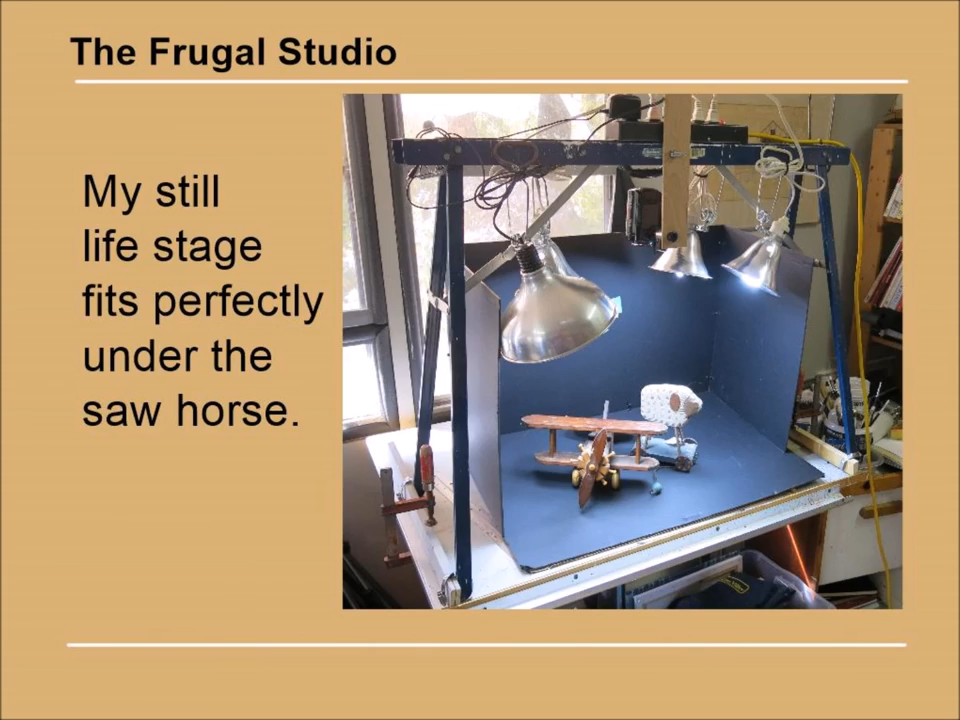 The Frugal Studio
My still
life stage
fits perfectly
under the
saw horse.